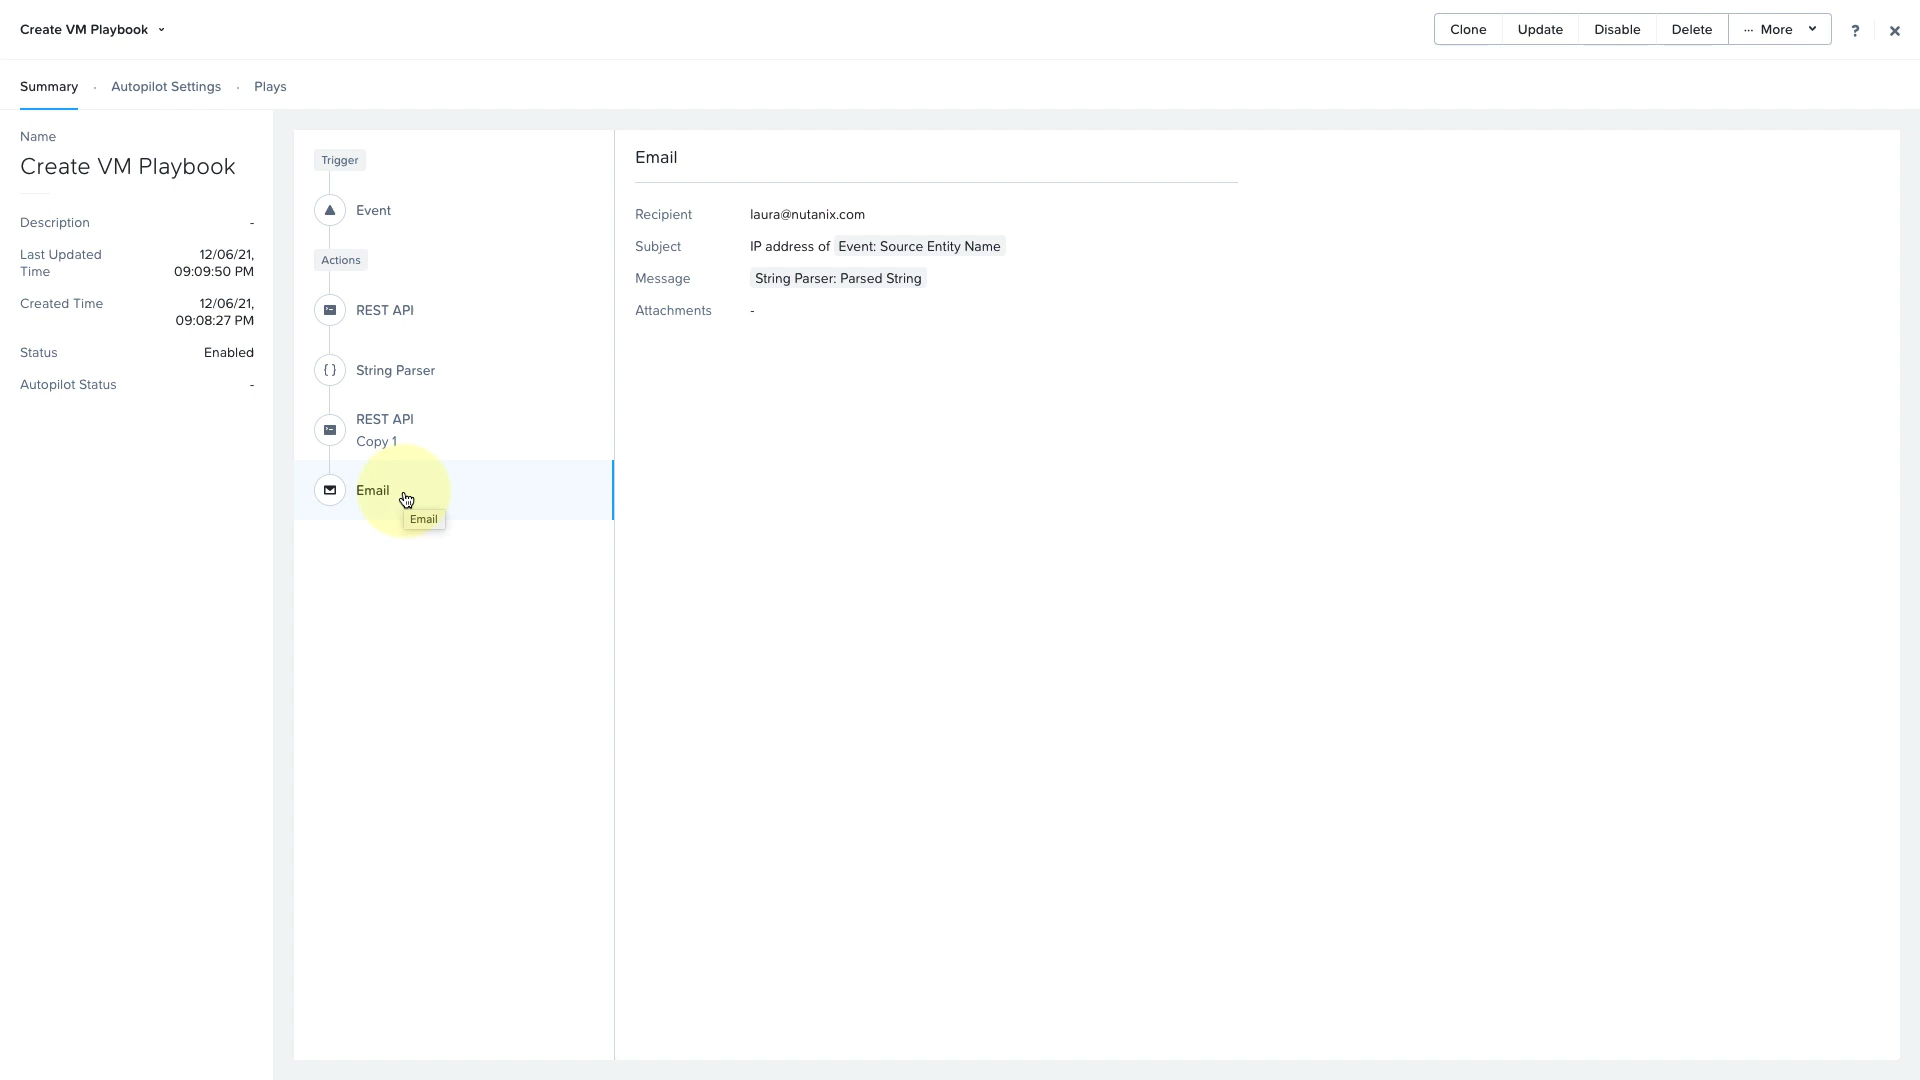 Create VM Playbook
Clone
Update
Disable
Delete
··· More
?
Summary · Autopilot Settings · Plays
Name
Create VM Playbook
Description -
Last Updated Time 12/06/21, 09:09:50 PM
Created Time 12/06/21, 09:08:27 PM
Status Enabled
Autopilot Status -
Trigger
Event
Actions
REST API
{ } String Parser
REST API
Copy 1
Email
Email
Email
Recipient laura@nutanix.com
Subject IP address of Event: Source Entity Name
Message String Parser: Parsed String
Attachments -